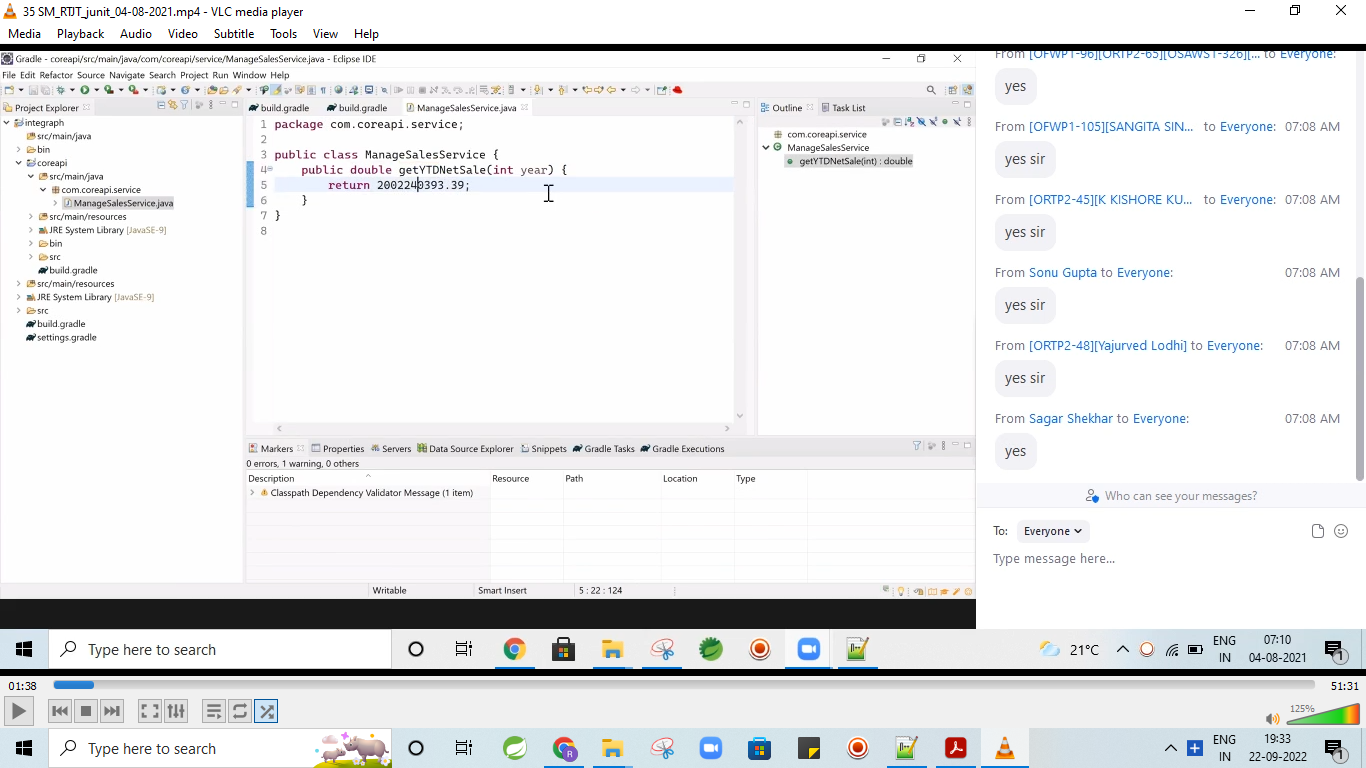 35 SM_RTJT_junit_04-08-2021.mp4 - VLC media player
Media Playback Audio Video Subtitle Tools View Help
Gradle - coreapi/src/main/java/com/coreapi/service/ManageSalesService.java - Eclipse IDE
File Edit Refactor Source Navigate Search Project Run Window Help
Project Explorer
integraph
src/main/java
bin
coreapi
src/main/java
com.coreapi.service
ManageSalesService.java
src/main/resources
JRE System Library [JavaSE-9]
bin
src
build.gradle
src/main/resources
JRE System Library [JavaSE-9]
src
build.gradle
settings.gradle
build.gradle build.gradle ManageSalesService.java
1 package com.coreapi.service;
2
3 public class ManageSalesService {
4 public double getYTDNetSale(int year) {
5 return 2002240393.39;
6 }
7 }
8
Outline Task List
com.coreapi.service
ManageSalesService
getYTDNetSale(int) : double
Markers Properties Servers Data Source Explorer Snippets Gradle Tasks Gradle Executions
0 errors, 1 warning, 0 others
Description Resource Path Location Type
Classpath Dependency Validator Message (1 item)
Writable Smart Insert 5 : 22 : 124
From [OFWP1-96][ORTP2-65][OSAWS1-326][... to Everyone:
yes
From [OFWP1-105][SANGITA SIN... to Everyone: 07:08 AM
yes sir
From [ORTP2-45][K KISHORE KU... to Everyone: 07:08 AM
yes sir
From Sonu Gupta to Everyone: 07:08 AM
yes sir
From [ORTP2-48][Yajurved Lodhi] to Everyone: 07:08 AM
yes sir
From Sagar Shekhar to Everyone: 07:08 AM
yes
Who can see your messages?
To: Everyone
Type message here...
Type here to search
21°C
ENG
IN
07:10
04-08-2021
1
01:38
51:31
125%
Type here to search
ENG
IN
19:33
22-09-2022
1